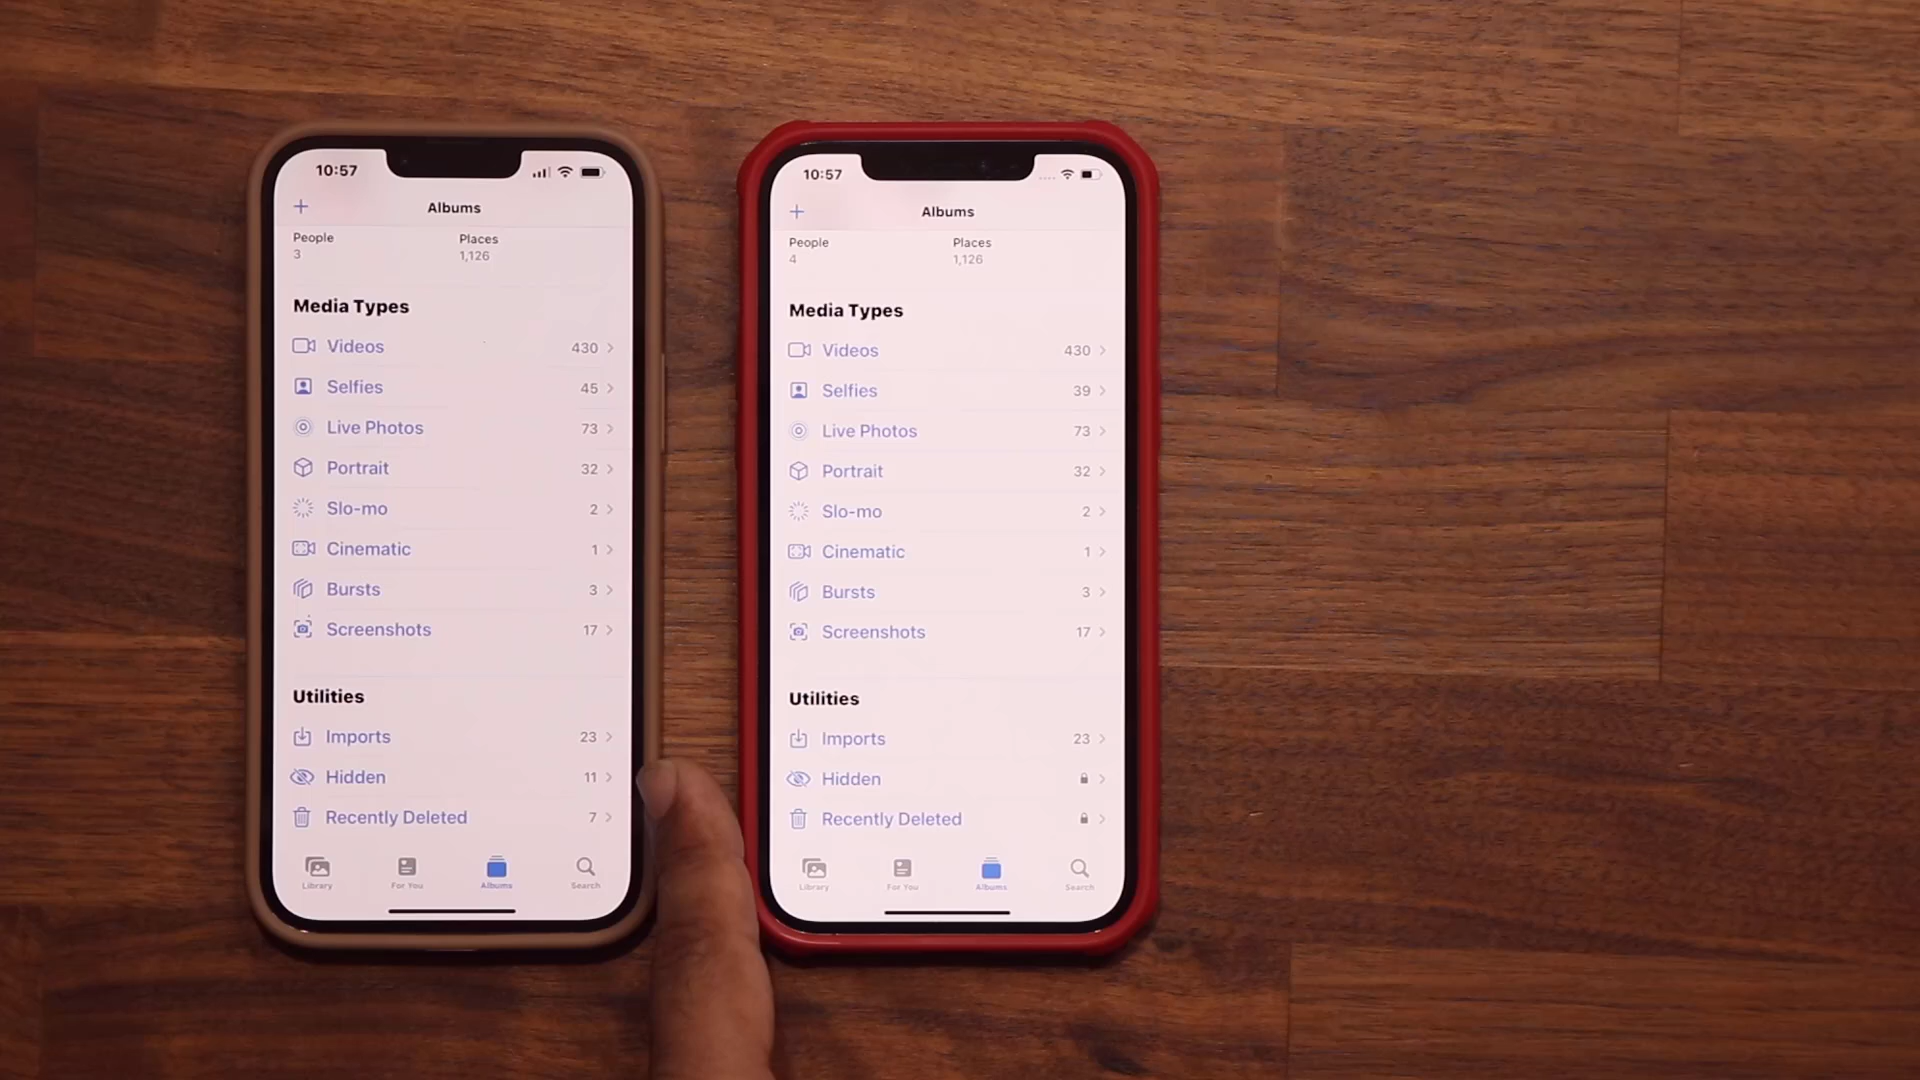 10:57
Albums
People
Places
3
1,126
Media Types
Videos 430
Selfies 45
Live Photos 73
Portrait 32
Slo-mo 2
Cinematic 1
Bursts 3
Screenshots 17
Utilities
Imports 23
Hidden 11
Recently Deleted 7
Library For You Albums Search
10:57
Albums
People
Places
4
1,126
Media Types
Videos 430
Selfies 39
Live Photos 73
Portrait 32
Slo-mo 2
Cinematic 1
Bursts 3
Screenshots 17
Utilities
Imports 23
Hidden
Recently Deleted
Library For You Albums Search